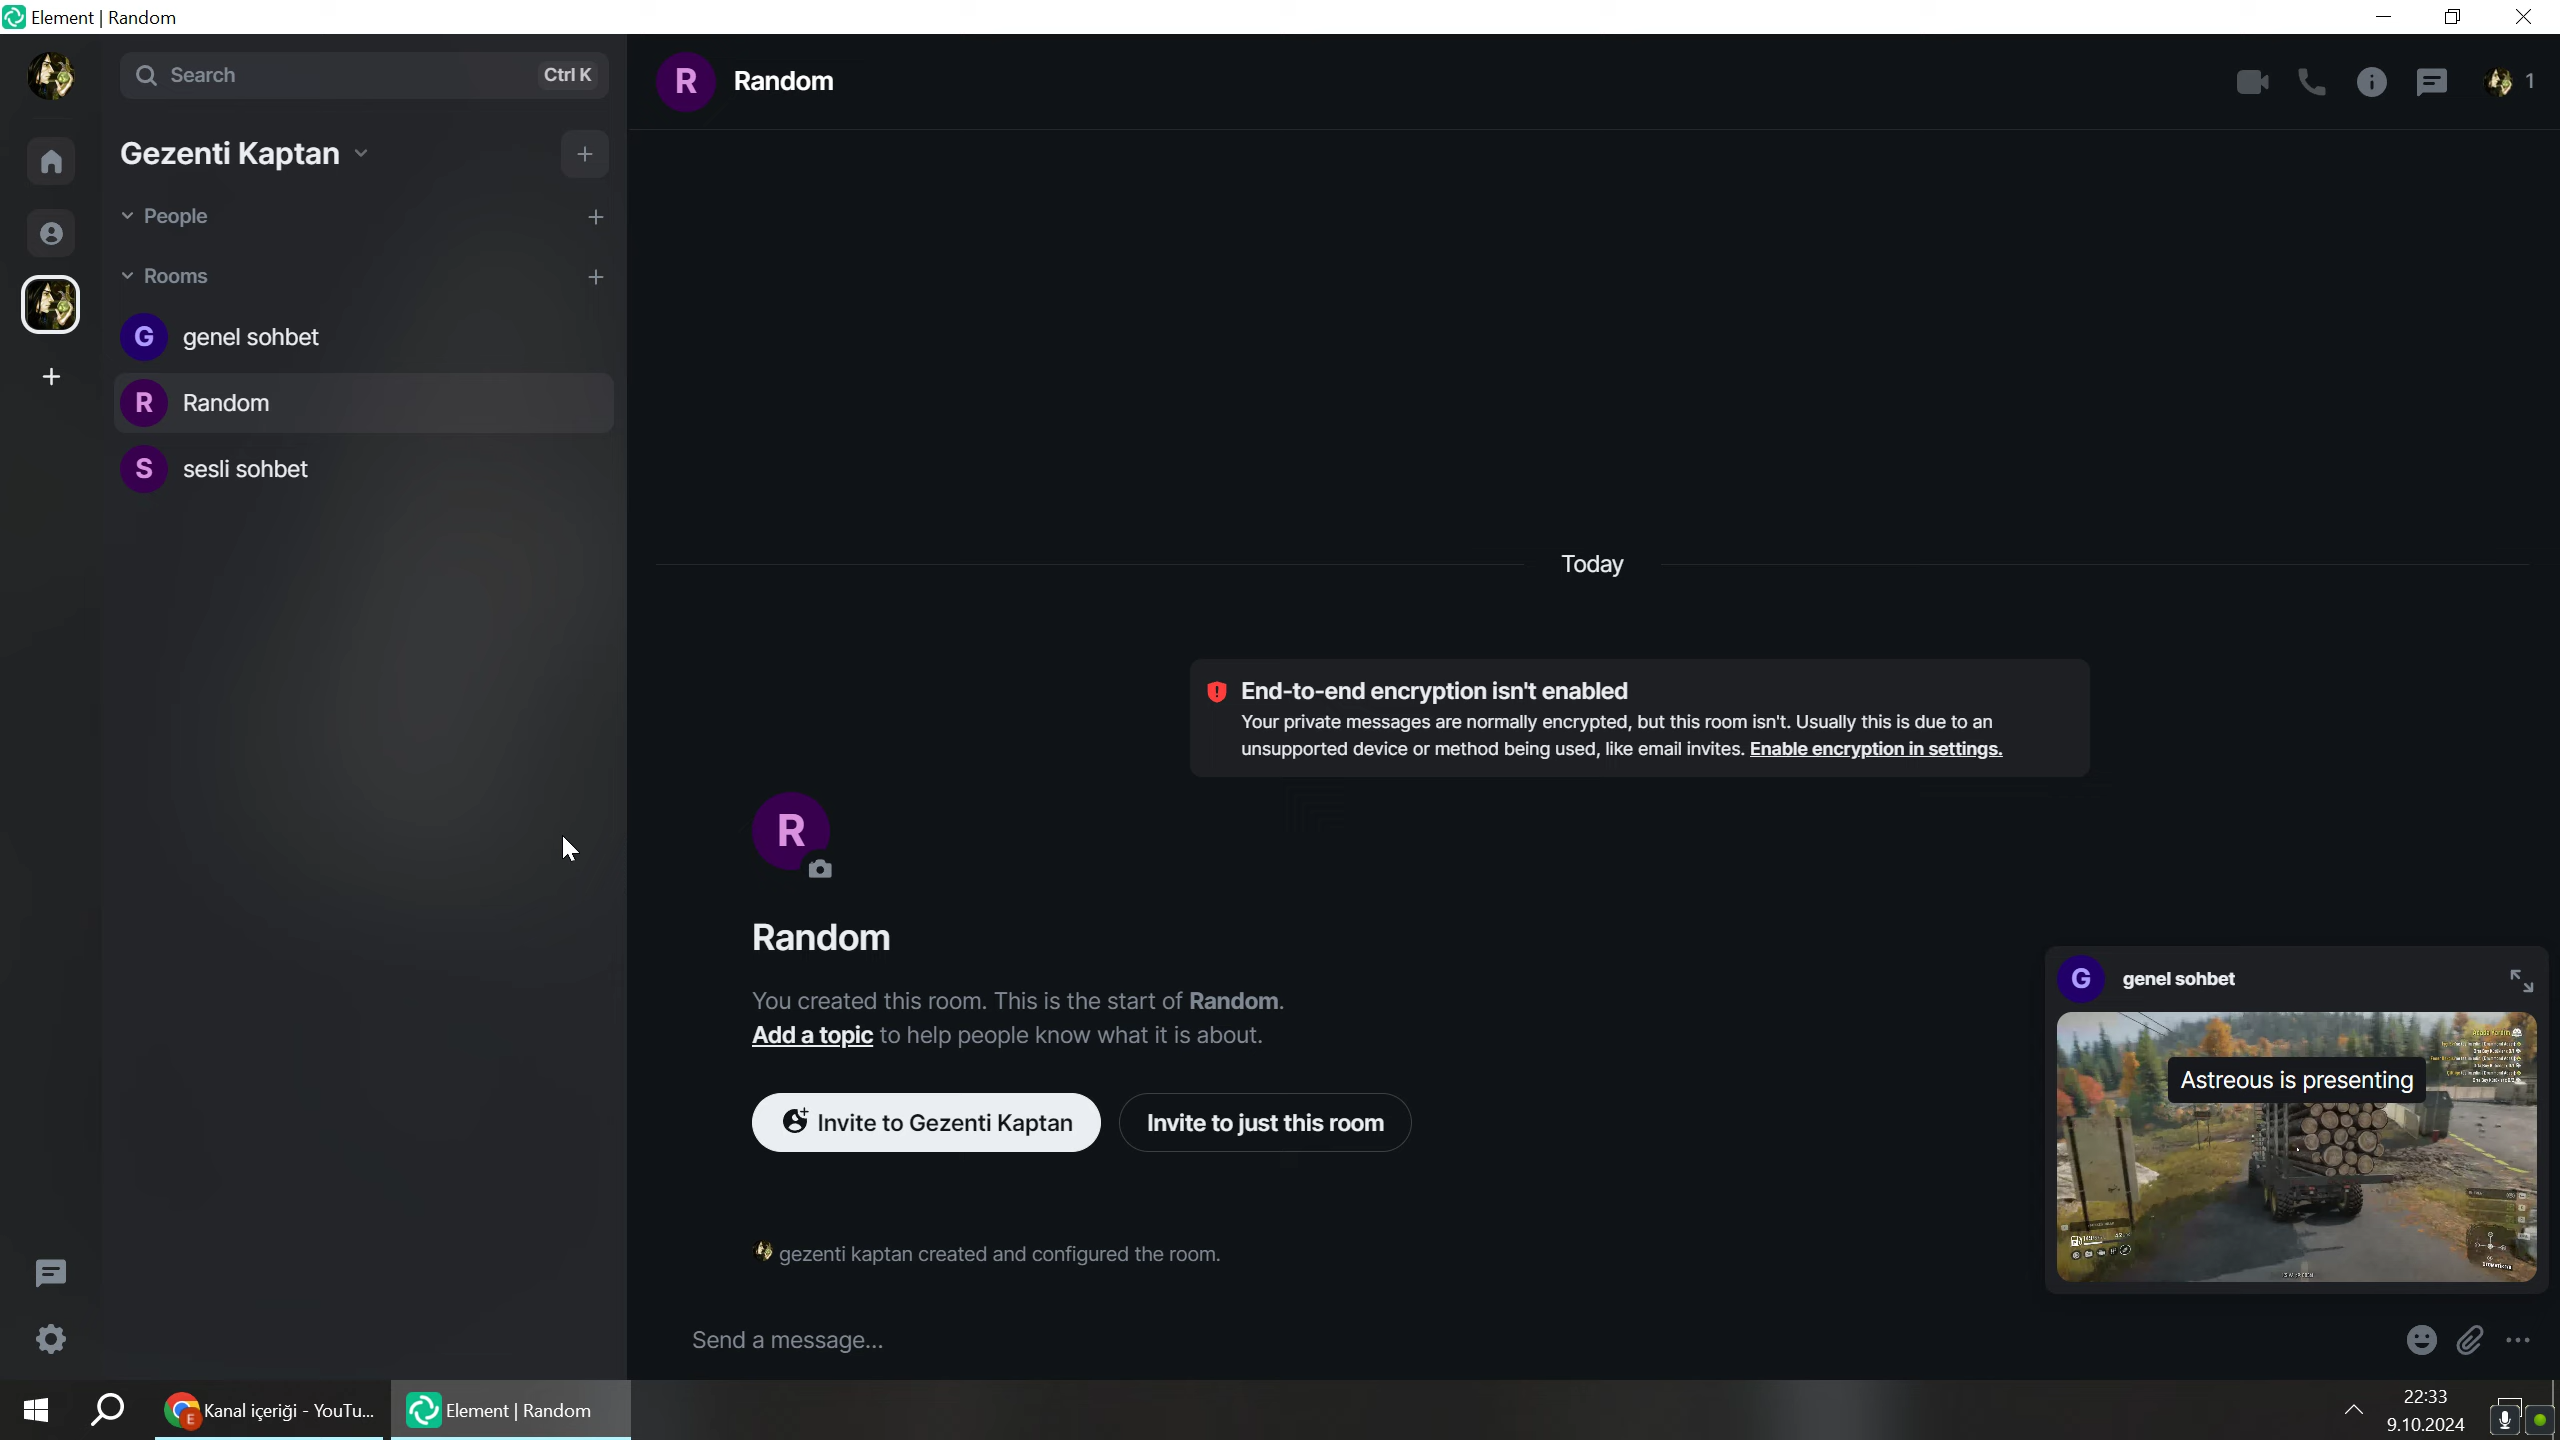 Element | Random
Search
Ctrl K
Gezenti Kaptan
People
Rooms
G genel sohbet
R Random
S sesli sohbet
R Random
1
Today
End-to-end encryption isn't enabled
Your private messages are normally encrypted, but this room isn't. Usually this is due to an
unsupported device or method being used, like email invites. Enable encryption in settings.
R
Random
You created this room. This is the start of Random.
Add a topic to help people know what it is about.
Invite to Gezenti Kaptan
Invite to just this room
gezenti kaptan created and configured the room.
G genel sohbet
Astreous is presenting
Send a message...
Kanal içeriği - YouTu...
Element | Random
22:33
9.10.2024